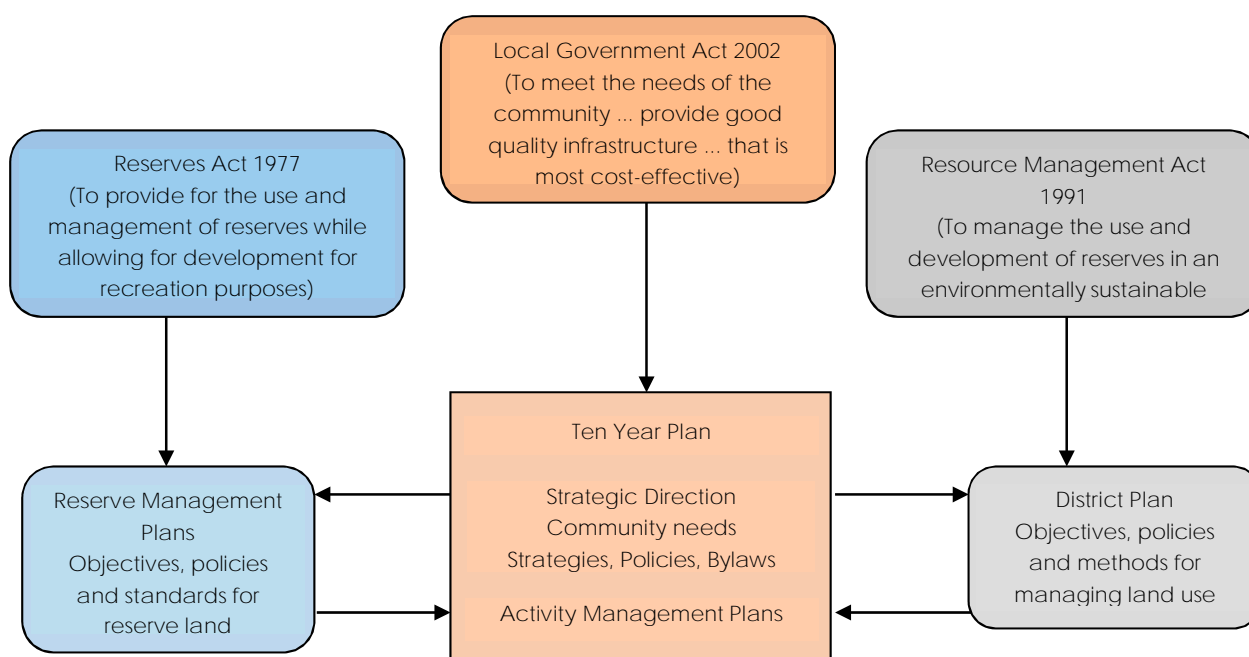 Local Government Act 2002
(To meet the needs of the
community ... provide good
quality infrastructure ... that is
most cost-effective)
Reserves Act 1977
(To provide for the use and
management of reserves while
allowing for development for
recreation purposes)
Resource Management Act
1991
(To manage the use and
development of reserves in an
environmentally sustainable
Ten Year Plan
Strategic Direction
Community needs
Strategies, Policies, Bylaws
Activity Management Plans
Reserve Management
Plans
Objectives, policies
and standards for
reserve land
District Plan
Objectives, policies
and methods for
managing land use